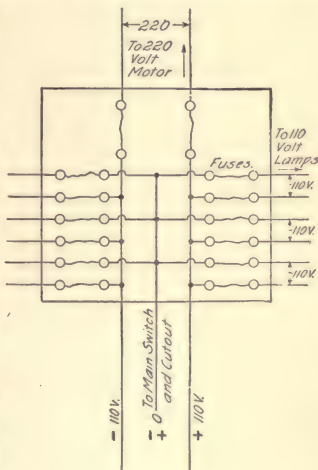 220
To 220
Volt
Motor
Fuses.
To 110
Volt
Lamps
-110V.
-110V.
-110V.
- 110V.
- + 0 To Main Switch
and Cutout
+ 110V.